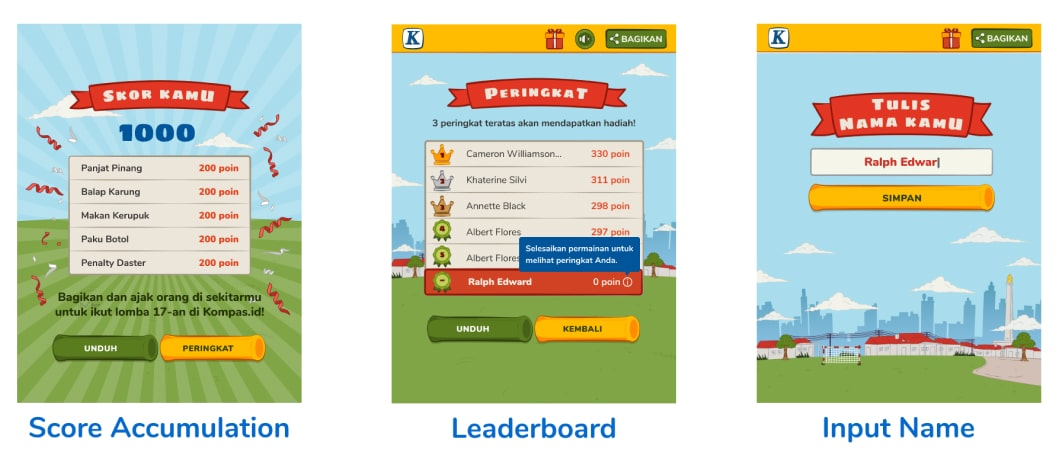 SKOR KAMU
1000
Panjat Pinang 200 poin
Balap Karung 200 poin
Makan Kerupuk 200 poin
Paku Botol 200 poin
Penalty Daster 200 poin
Bagikan dan ajak orang di sekitarmu
untuk ikut lomba 17-an di Kompas.id!
UNDUH PERINGKAT
Score Accumulation
K BAGIKAN
PERINGKAT
3 peringkat teratas akan mendapatkan hadiah!
1 Cameron Williamson... 330 poin
2 Khaterine Silvi 311 poin
3 Annette Black 298 poin
4 Albert Flores 297 poin
Selesaikan permainan untuk
melihat peringkat Anda.
5 Albert Flores
- Ralph Edward 0 poin
UNDUH KEMBALI
Leaderboard
K BAGIKAN
TULIS
NAMA KAMU
Ralph Edwar
SIMPAN
Input Name